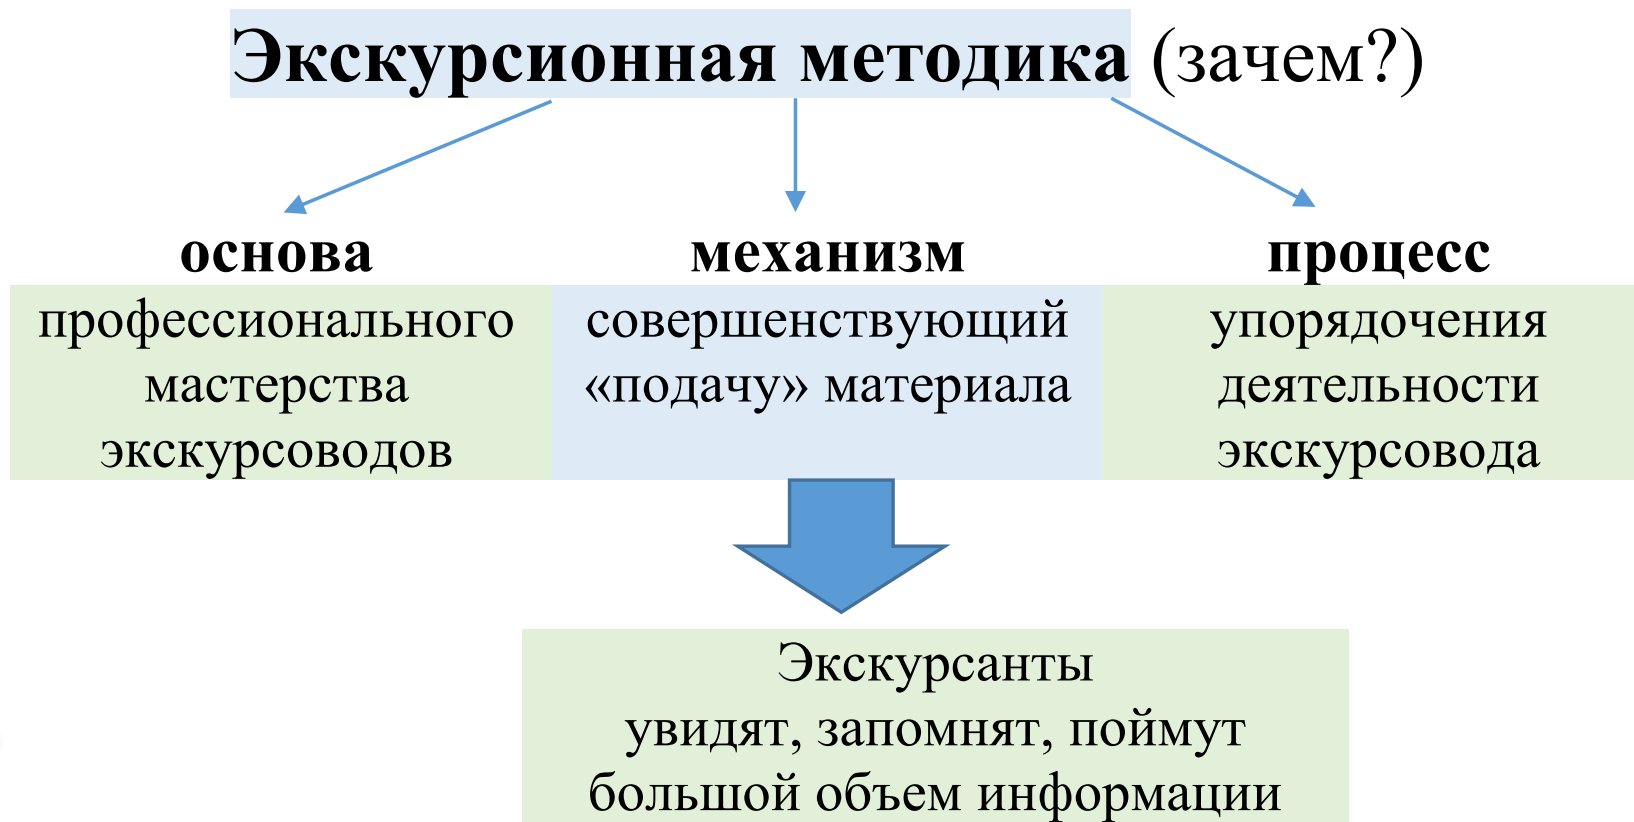 Экскурсионная методика (зачем?)
основа
профессионального
мастерства
экскурсоводов
механизм
совершенствующий
«подачу» материала
процесс
упорядочения
деятельности
экскурсовода
Экскурсанты
увидят, запомнят, поймут
большой объем информации